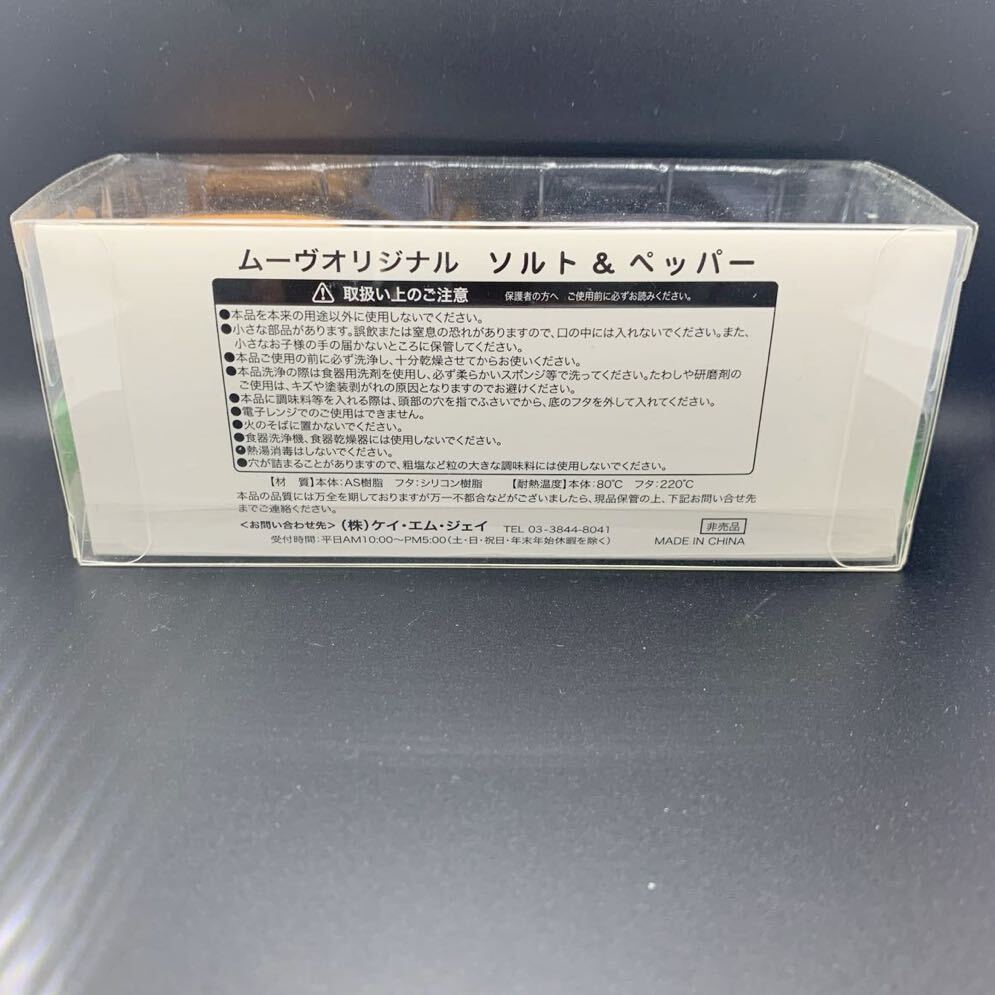 ムーヴオリジナル ソルト & ペッパー
取扱い上のご注意 保護者の方へ ご使用前に必ずお読みください。
●本品を本来の用途以外に使用しないでください。
●小さな部品があります。誤飲または窒息の恐れがありますので、口の中には入れないでください。また、
小さなお子様の手の届かないところに保管してください。
●本品ご使用の前に必ず洗浄し、十分乾燥させてからお使いください。
●本品洗浄の際は食器用洗剤を使用し、必ず柔らかいスポンジ等で洗ってください。たわしや研磨剤の
ご使用は、キズや塗装剥がれの原因となりますのでお避けください。
●本品に調味料等を入れる際は、頭部の穴を指でふさいでから、底のフタを外して入れてください。
●電子レンジでのご使用はできません。
●火のそばに置かないでください。
●食器洗浄機、食器乾燥器には使用しないでください。
●熱湯消毒はしないでください。
●穴が詰まることがありますので、粗塩など粒の大きな調味料には使用しないでください。
【材 質】本体:AS樹脂 フタ:シリコン樹脂 【耐熱温度】本体:80℃ フタ:220℃
本品の品質には万全を期しておりますが万一不都合などがございましたら、現品保管の上、下記お問い合せ先
までご連絡ください。
<お問い合わせ先> (株)ケイ・エム・ジェイ TEL 03-3844-8041 非売品
受付時間:平日AM10:00〜PM5:00(土・日・祝日・年末年始休暇を除く) MADE IN CHINA